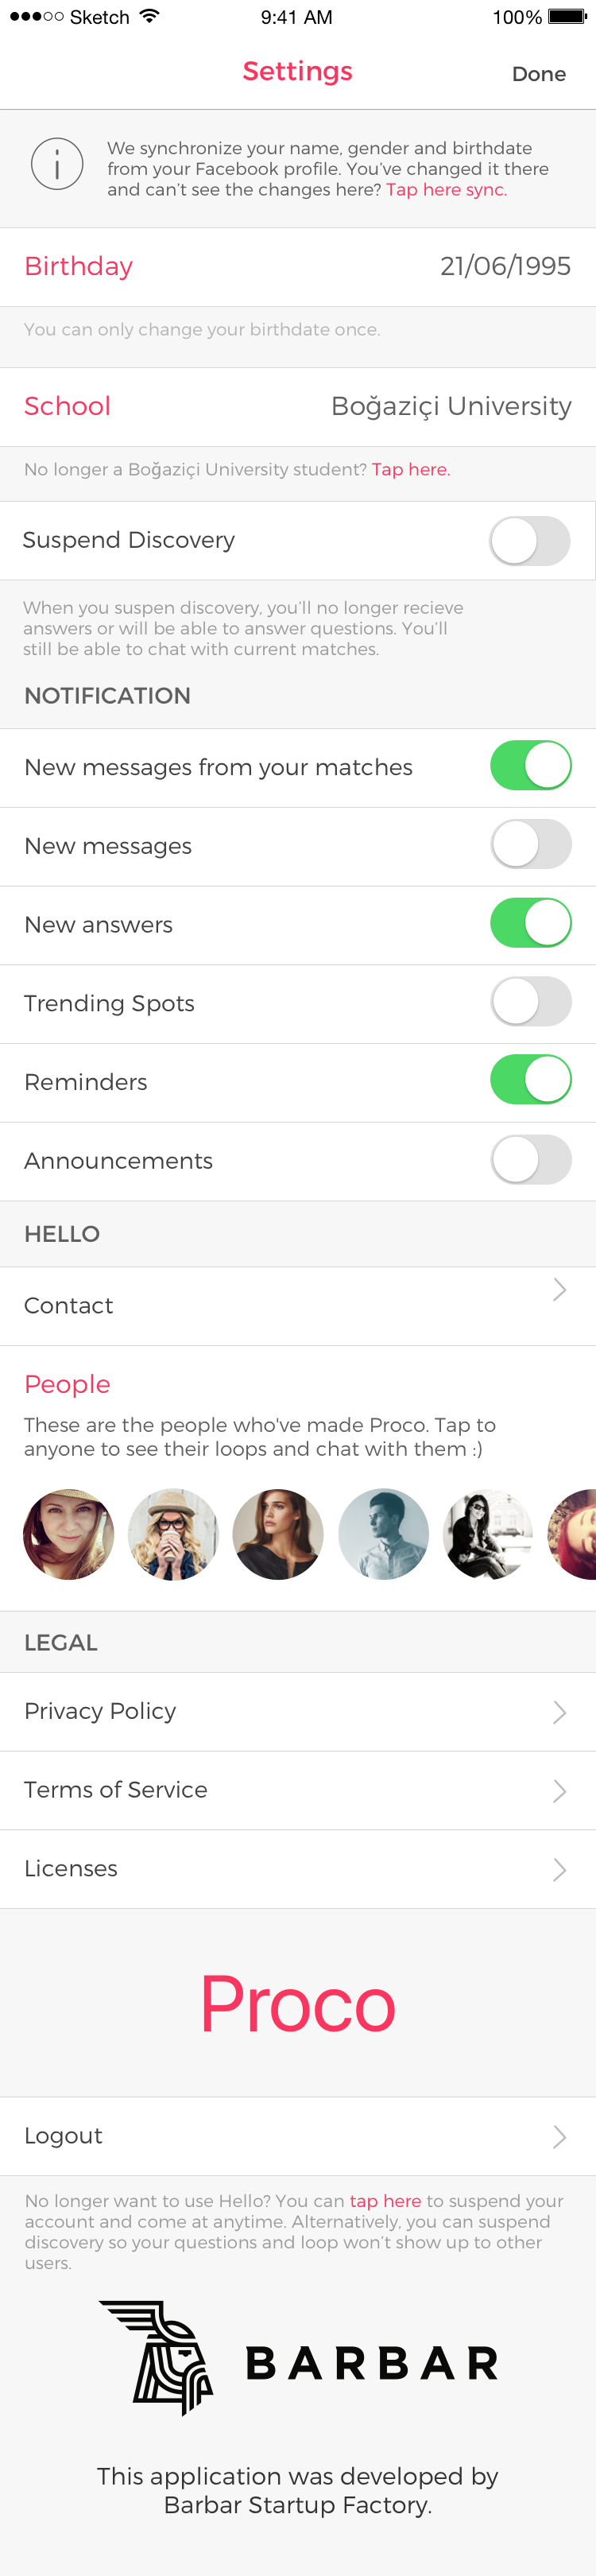 Sketch 9:41 AM 100%
Settings Done
We synchronize your name, gender and birthdate
from your Facebook profile. You've changed it there
and can't see the changes here? Tap here sync.
Birthday 21/06/1995
You can only change your birthdate once.
School Boğaziçi University
No longer a Boğaziçi University student? Tap here.
Suspend Discovery
When you suspen discovery, you'll no longer recieve
answers or will be able to answer questions. You'll
still be able to chat with current matches.
NOTIFICATION
New messages from your matches
New messages
New answers
Trending Spots
Reminders
Announcements
HELLO
Contact
People
These are the people who've made Proco. Tap to
anyone to see their loops and chat with them :)
LEGAL
Privacy Policy
Terms of Service
Licenses
Proco
Logout
No longer want to use Hello? You can tap here to suspend your
account and come at anytime. Alternatively, you can suspend
discovery so your questions and loop won't show up to other
users.
BARBAR
This application was developed by
Barbar Startup Factory.